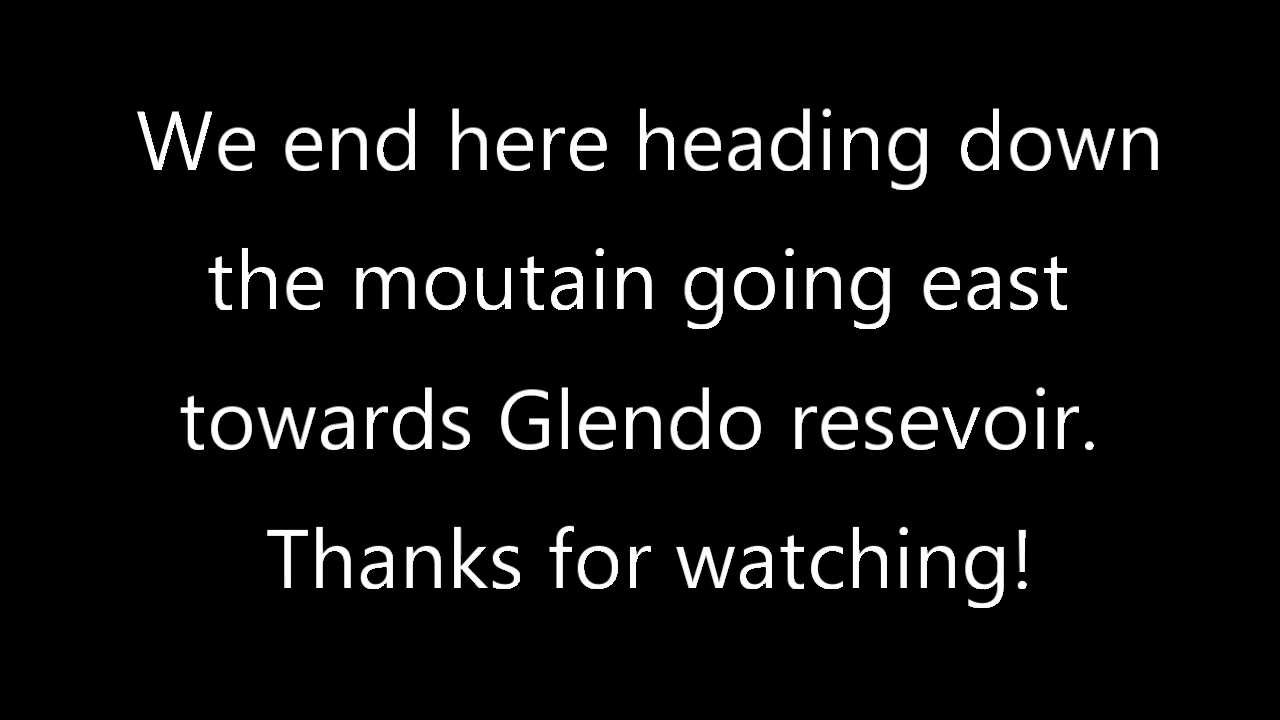 We end here heading down
the moutain going east
towards Glendo resevoir.
Thanks for watching!